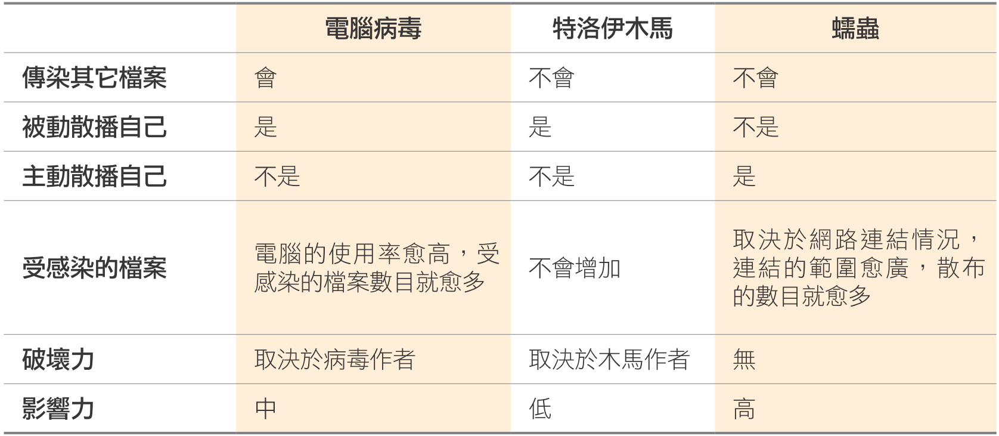 電腦病毒 特洛伊木馬 蠕蟲
傳染其它檔案 會 不會 不會
被動散播自己 是 是 不是
主動散播自己 不是 不是 是
受感染的檔案
電腦的使用率愈高，受
感染的檔案數目就愈多
不會增加
取決於網路連結情況，
連結的範圍愈廣，散布
的數目就愈多
破壞力 取決於病毒作者 取決於木馬作者 無
影響力 中 低 高